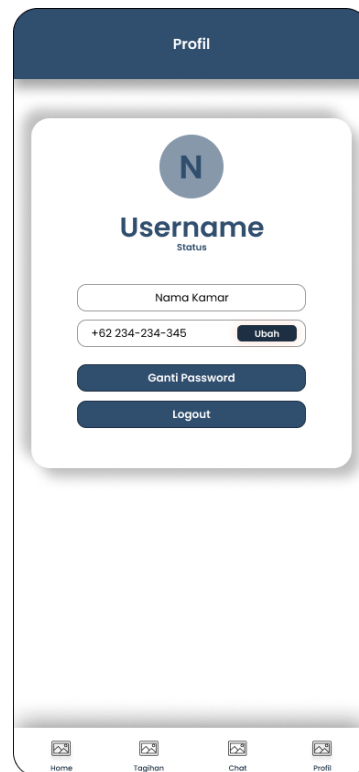 Profil
N
Username
Status
Nama Kamar
+62 234-234-345 Ubah
Ganti Password
Logout
Home Tagihan Chat Profil